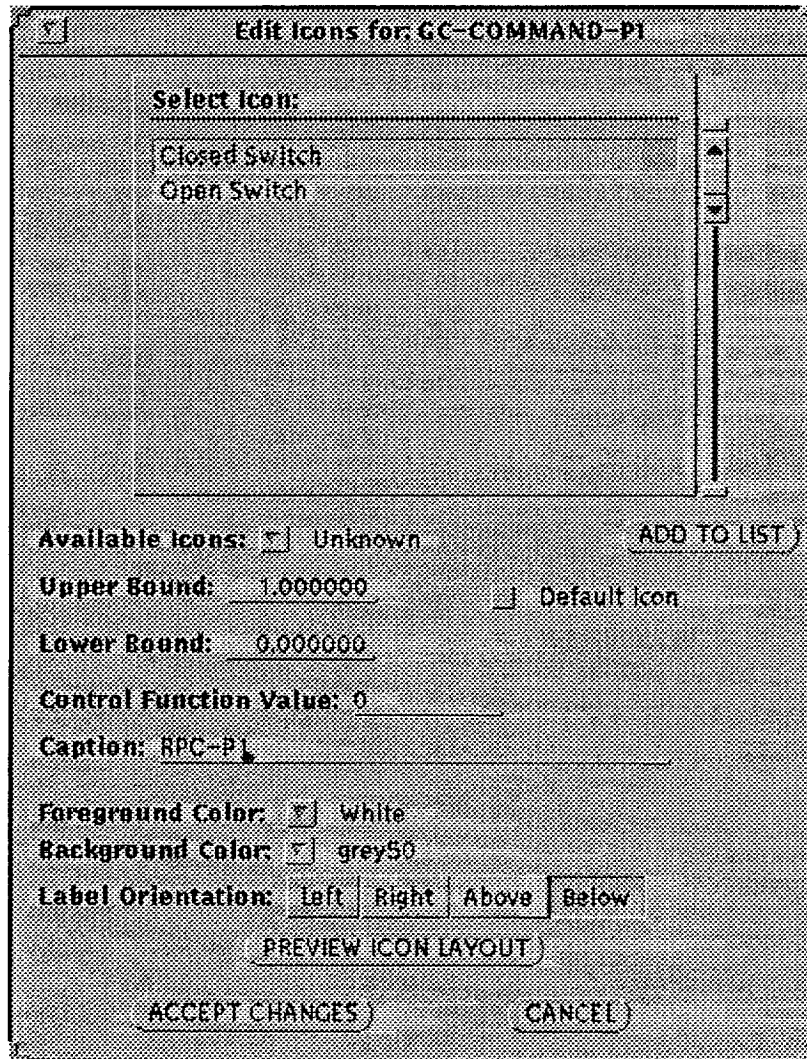 Edit Icons for: GC-COMMAND-P1
Select Icon:
Closed Switch
Open Switch
Available Icons: Unknown ADD TO LIST
Upper Bound: 1.000000 Default Icon
Lower Bound: 0.000000
Control Function Value: 0
Caption: RPC-P1
Foreground Color: White
Background Color: grey50
Label Orientation: Left Right Above Below
PREVIEW ICON LAYOUT
ACCEPT CHANGES CANCEL